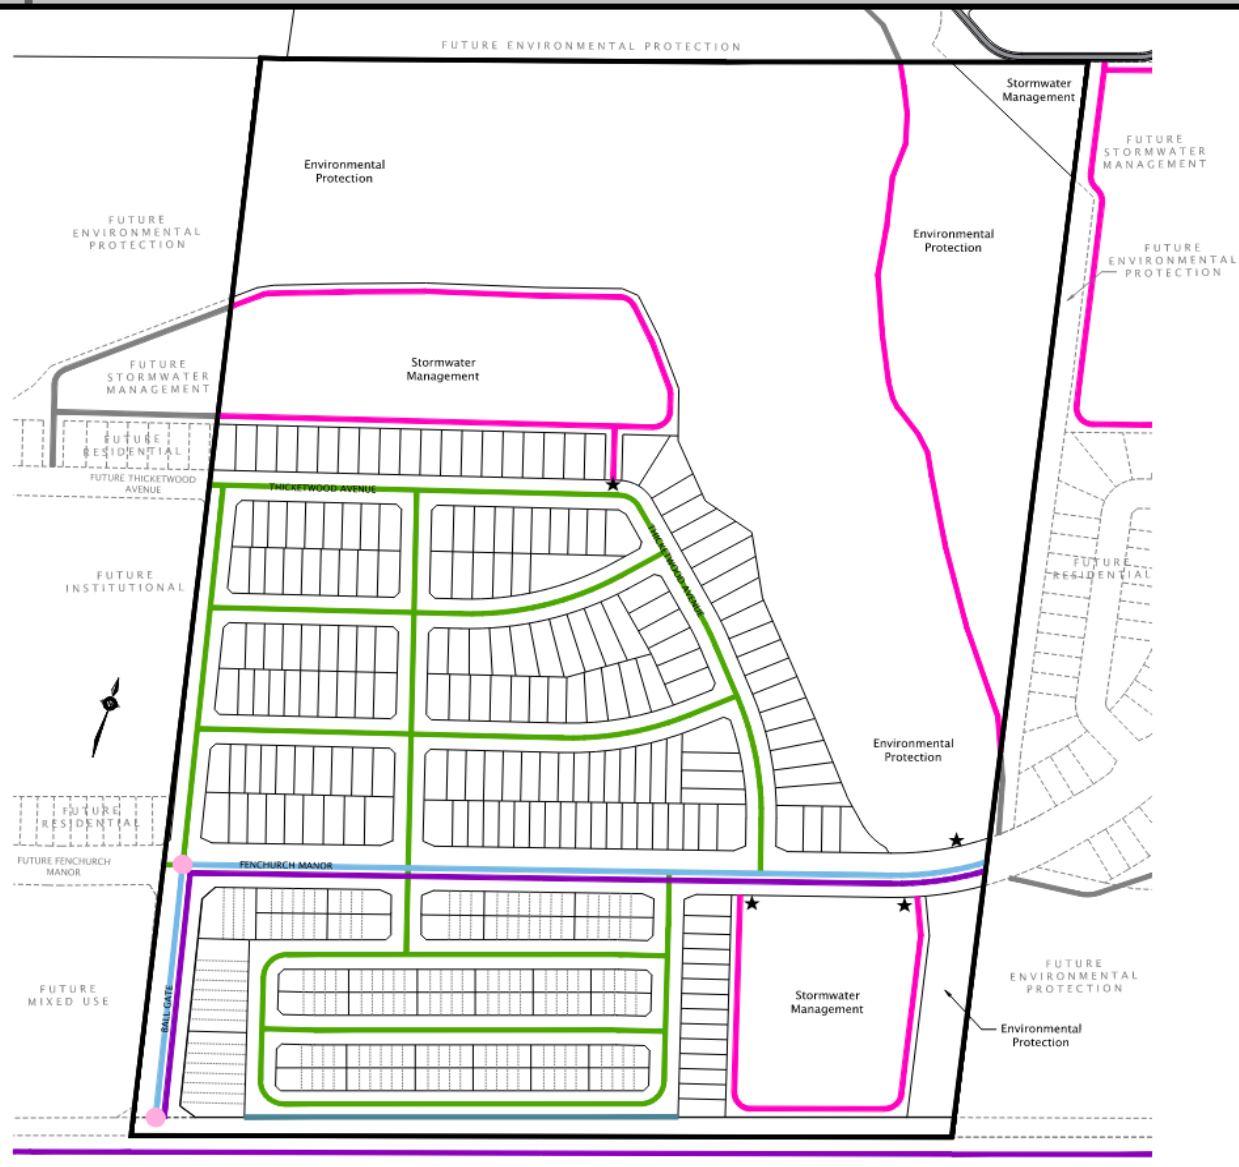 FUTURE ENVIRONMENTAL PROTECTION
Stormwater
Management
FUTURE
STORMWATER
MANAGEMENT
Environmental
Protection
FUTURE
ENVIRONMENTAL
PROTECTION
Environmental
Protection
FUTURE
ENVIRONMENTAL
PROTECTION
FUTURE
STORMWATER
MANAGEMENT
Stormwater
Management
FUTURE
RESIDENTIAL
FUTURE THICKETWOOD
AVENUE
THICKETWOOD AVENUE
THICKETWOOD AVENUE
FUTURE
INSTITUTIONAL
FUTURE
RESIDENTIAL
Environmental
Protection
FUTURE
RESIDENTIAL
FUTURE FENCHURCH
MANOR
FENCHURCH MANOR
FUTURE
MIXED USE
BALL GATE
Stormwater
Management
FUTURE
ENVIRONMENTAL
PROTECTION
Environmental
Protection